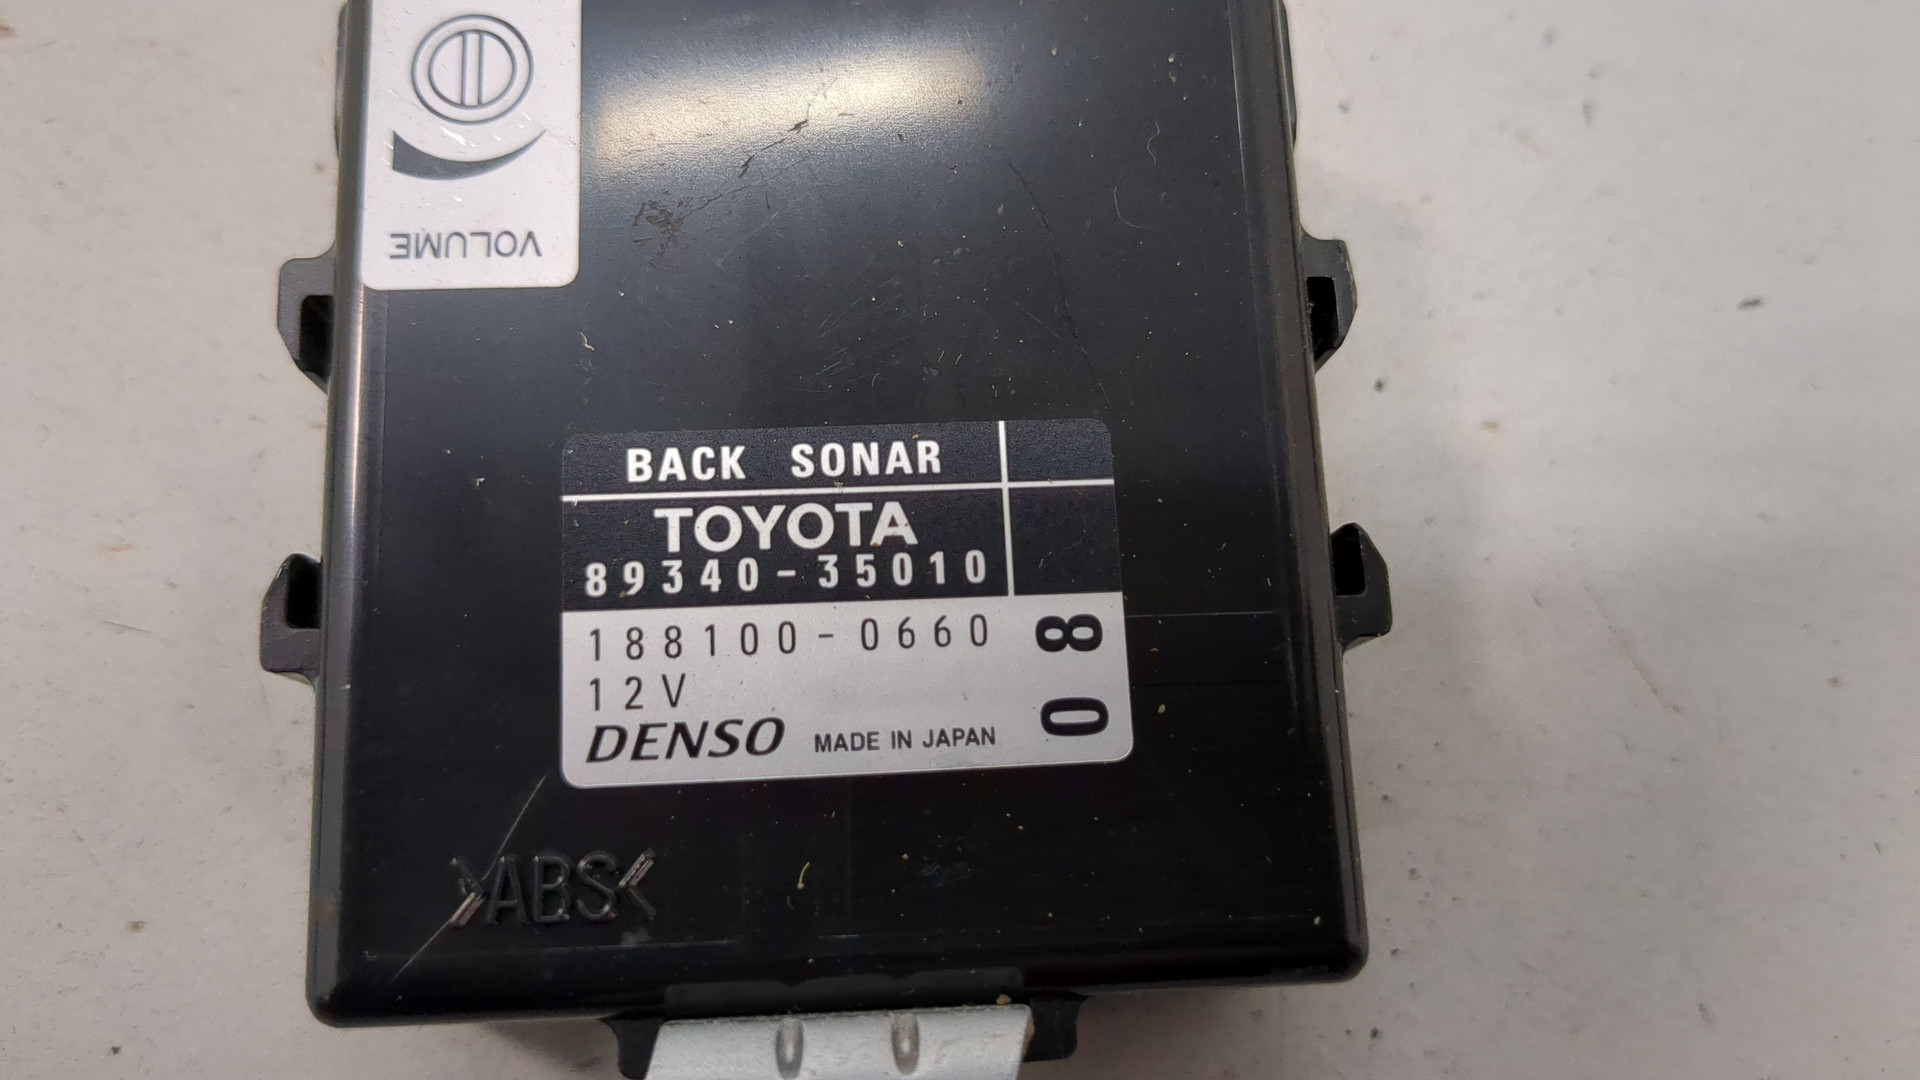 VOLUME
BACK SONAR
TOYOTA
89340-35010
188100-0660
12V
DENSO MADE IN JAPAN
08
>ABS<